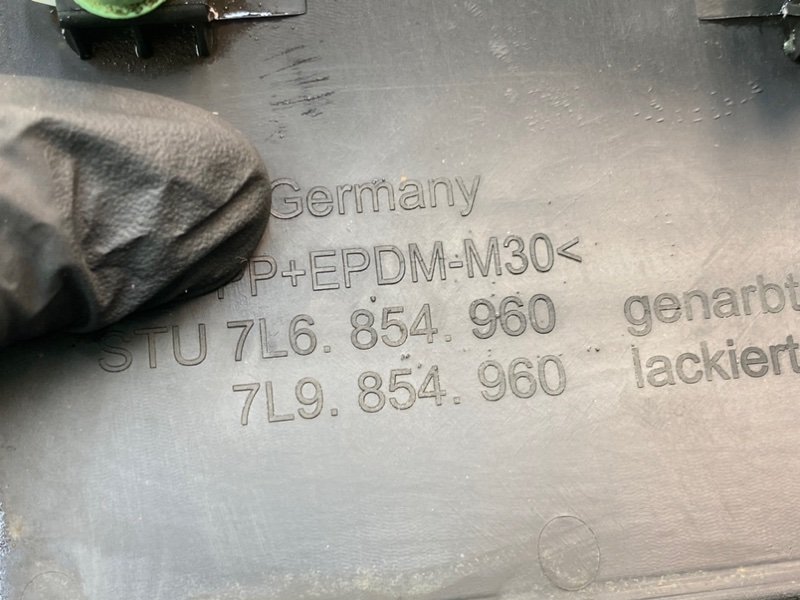 Germany
PP+EPDM-M30<
STU 7L6. 854. 960 genarbt
7L9. 854. 960 lackiert